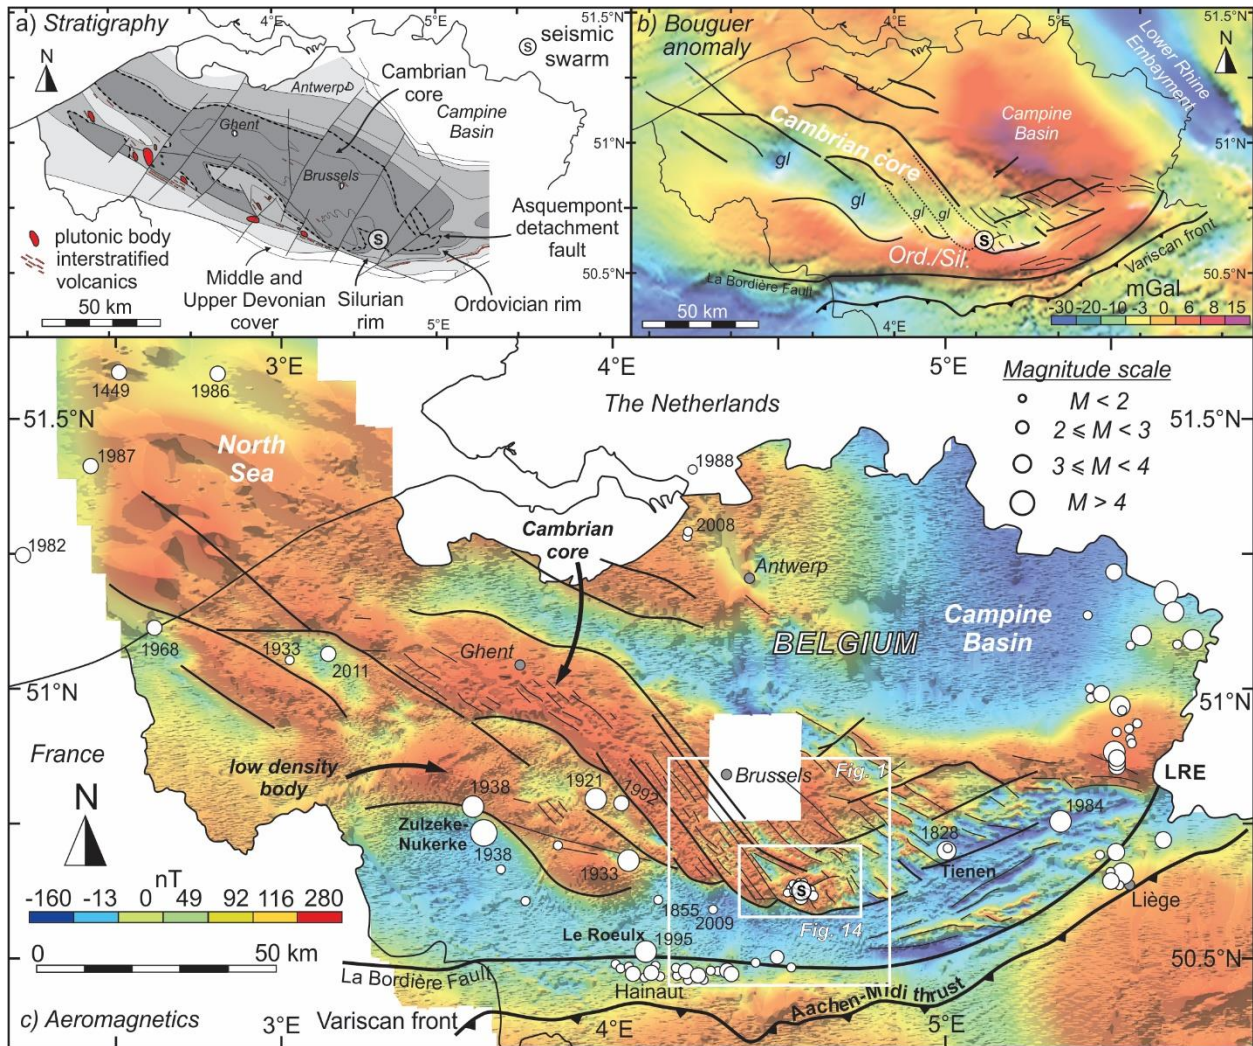 a) Stratigraphy
4°E
5°E
51.5°N
N
S
seismic
swarm
Cambrian
core
Antwerp
Campine
Basin
51°N
Ghent
Brussels
Asquempont
detachment
fault
S
plutonic body
interstratified
volcanics
50 km
Middle and
Upper Devonian
cover
Silurian
rim
Ordovician rim
50.5°N
5°E
b) Bouguer
anomaly
4°E
5°E
51.5°N
N
Lower Rhine
Embayment
Campine
Basin
51°N
Cambrian core
gl
gl
gl
gl
S
Ord./Sil.
Variscan front
La Bordière Fault
50.5°N
mGal
-30 -20 -10 -3 0 6 8 15
50 km
4°E
3°E
4°E
5°E
Magnitude scale
M < 2
2 ⩽ M < 3
3 ⩽ M < 4
M > 4
1449
1986
51.5°N
51.5°N
The Netherlands
North
Sea
1987
1988
1982
2008
Cambrian
core
Antwerp
Campine
Basin
BELGIUM
1968
1933
2011
Ghent
51°N
51°N
France
low density
body
Brussels
Fig. 1
LRE
N
1938
1921
1992
1984
Zulzeke-
Nukerke
1938
1828
Tienen
1933
S
Liège
nT
-160 -13 0 49 92 116 280
1855
2009
Fig. 14
Le Roeulx
1995
0 50 km
50.5°N
La Bordière Fault
Hainaut
Aachen-Midi thrust
c) Aeromagnetics
3°E
Variscan front
4°E
5°E